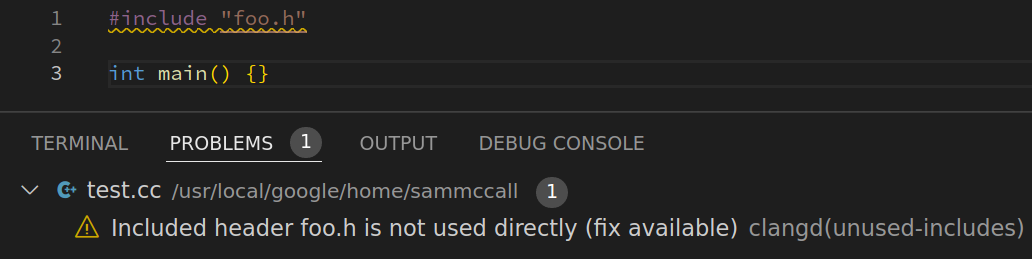 1 #include "foo.h"
2
3 int main() {}
TERMINAL PROBLEMS 1 OUTPUT DEBUG CONSOLE
test.cc /usr/local/google/home/sammccall 1
Included header foo.h is not used directly (fix available) clangd(unused-includes)